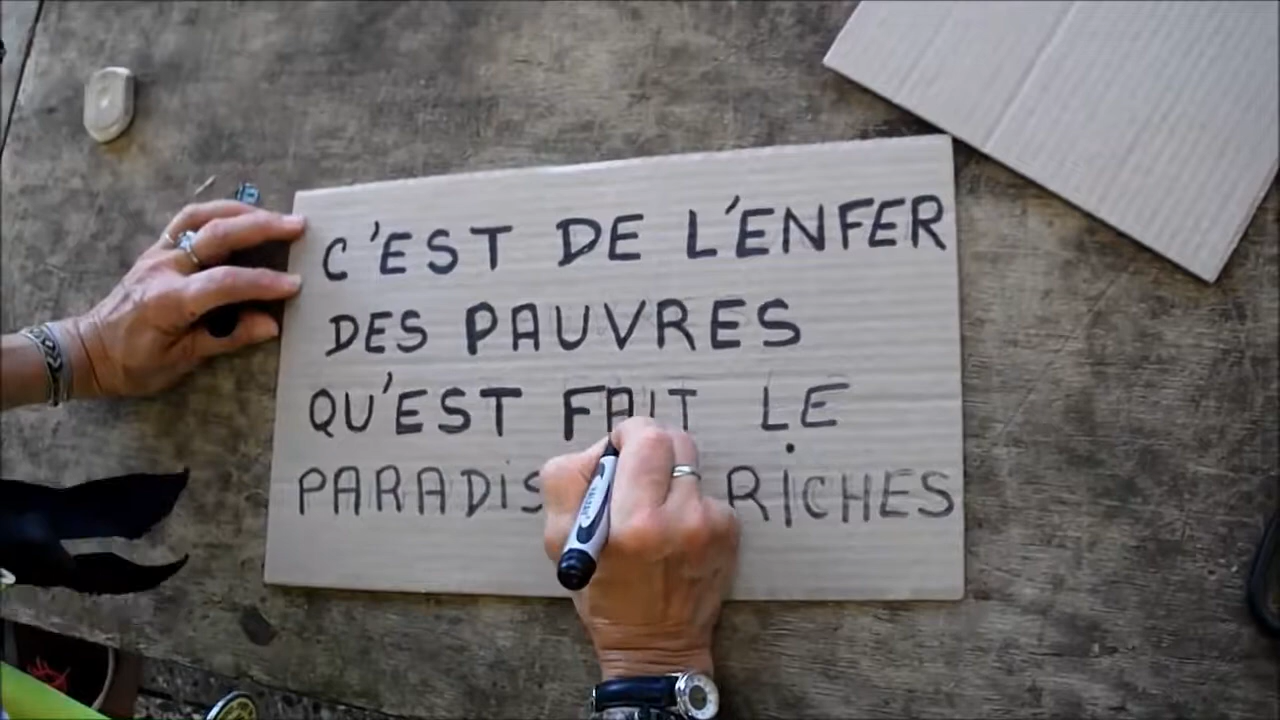 C'EST DE L'ENFER
DES PAUVRES
QU'EST FAIT LE
PARADIS RICHES